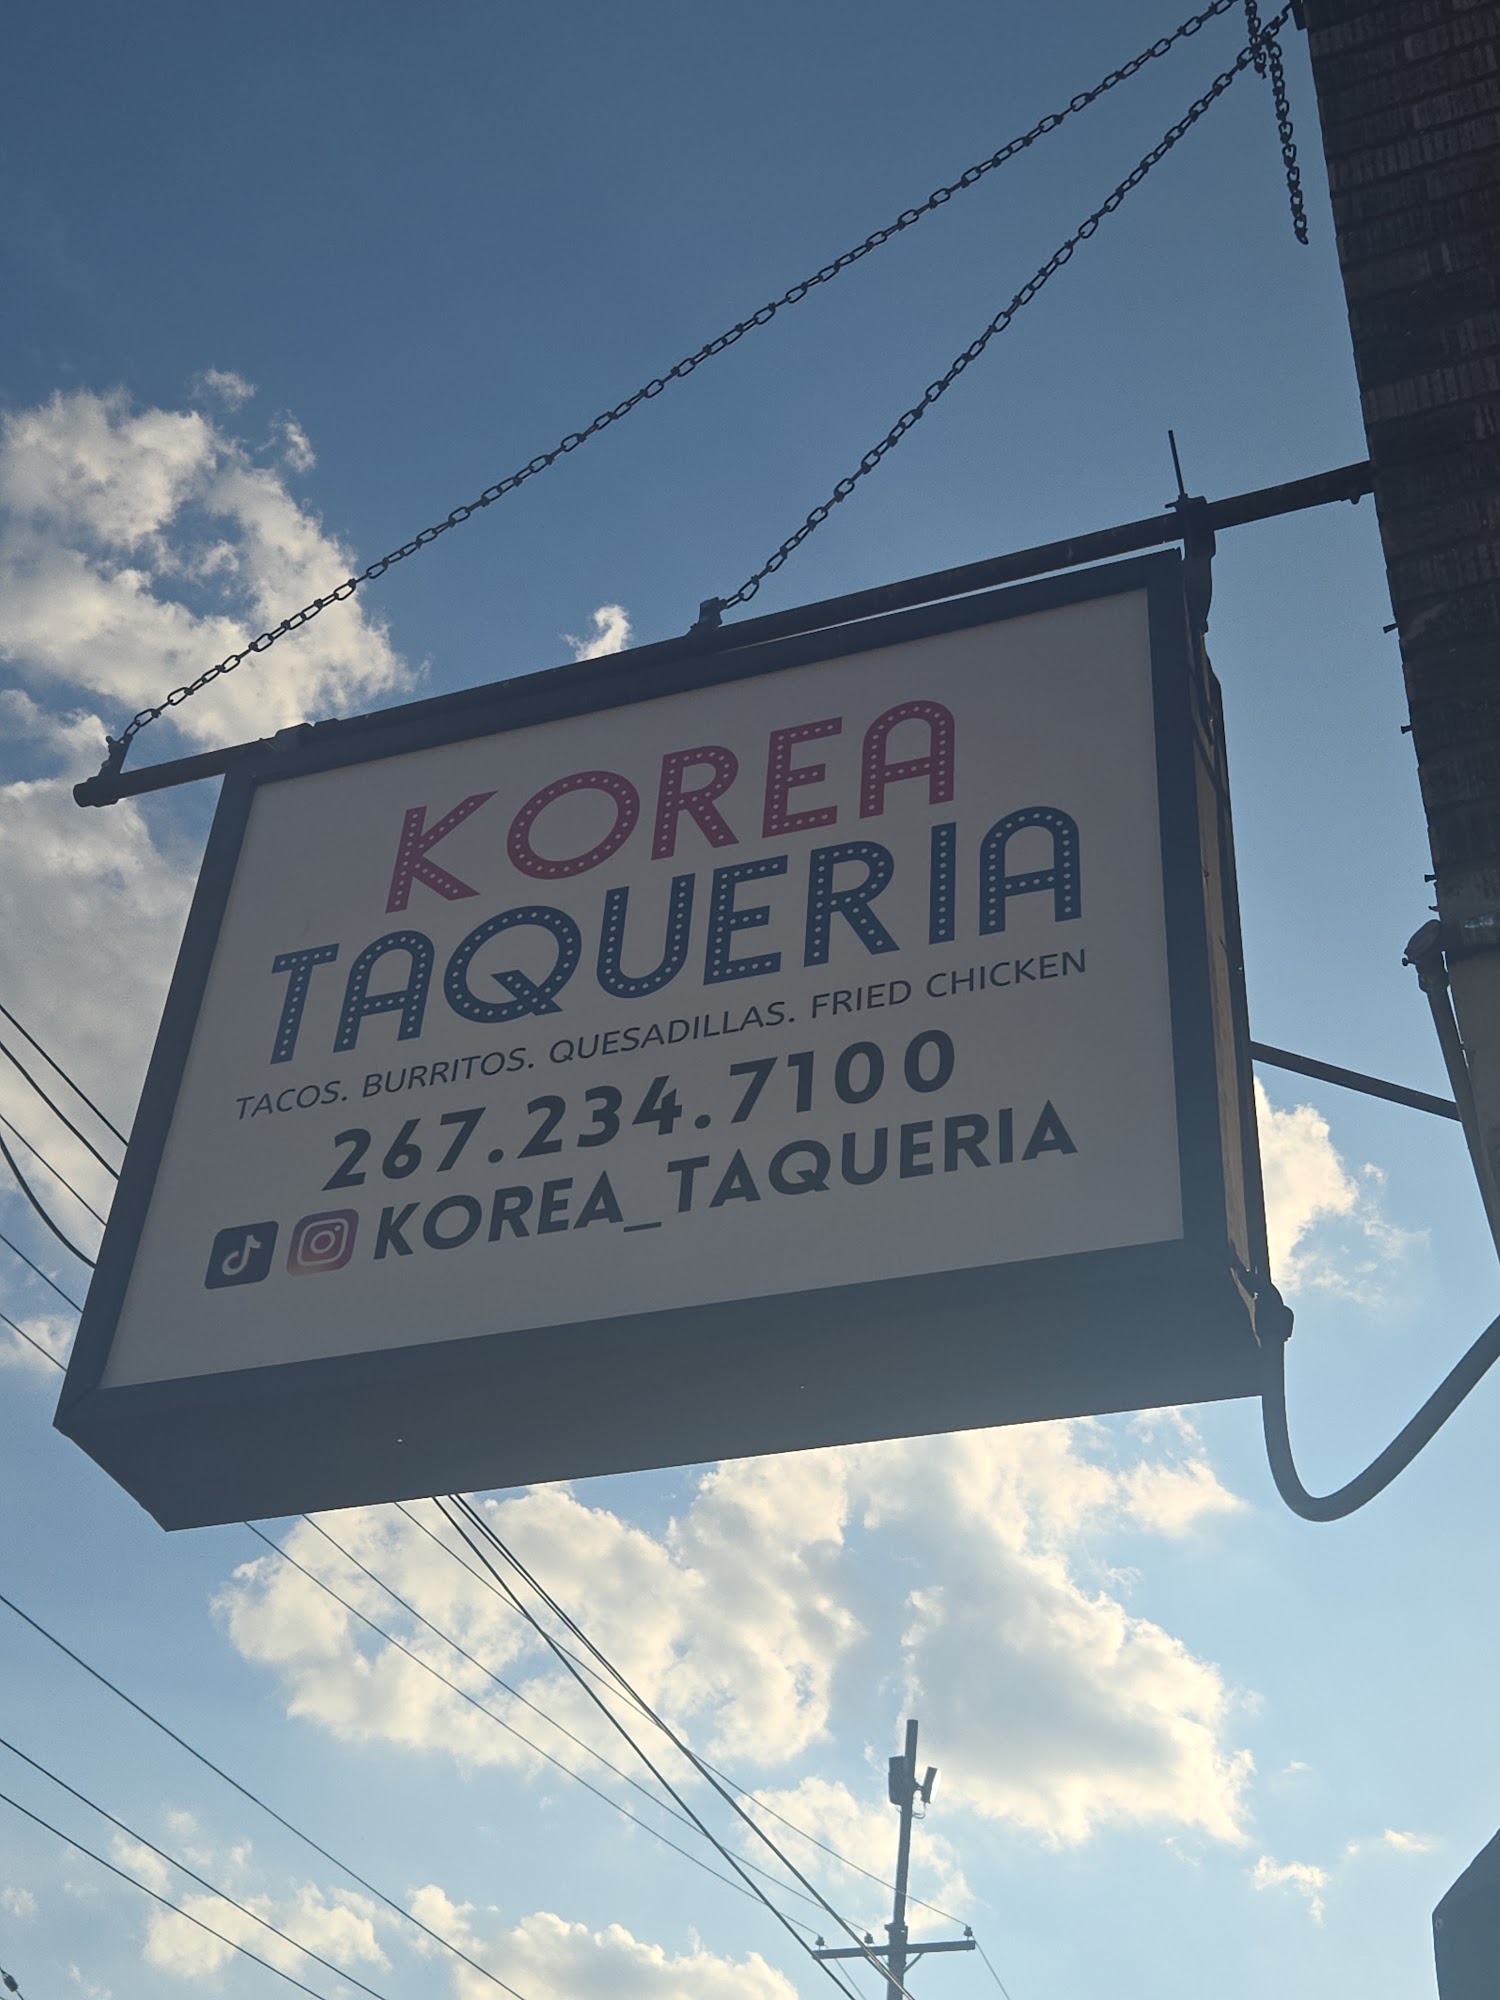 KOREA
TAQUERIA
TACOS. BURRITOS. QUESADILLAS. FRIED CHICKEN
267.234.7100
KOREA_TAQUERIA